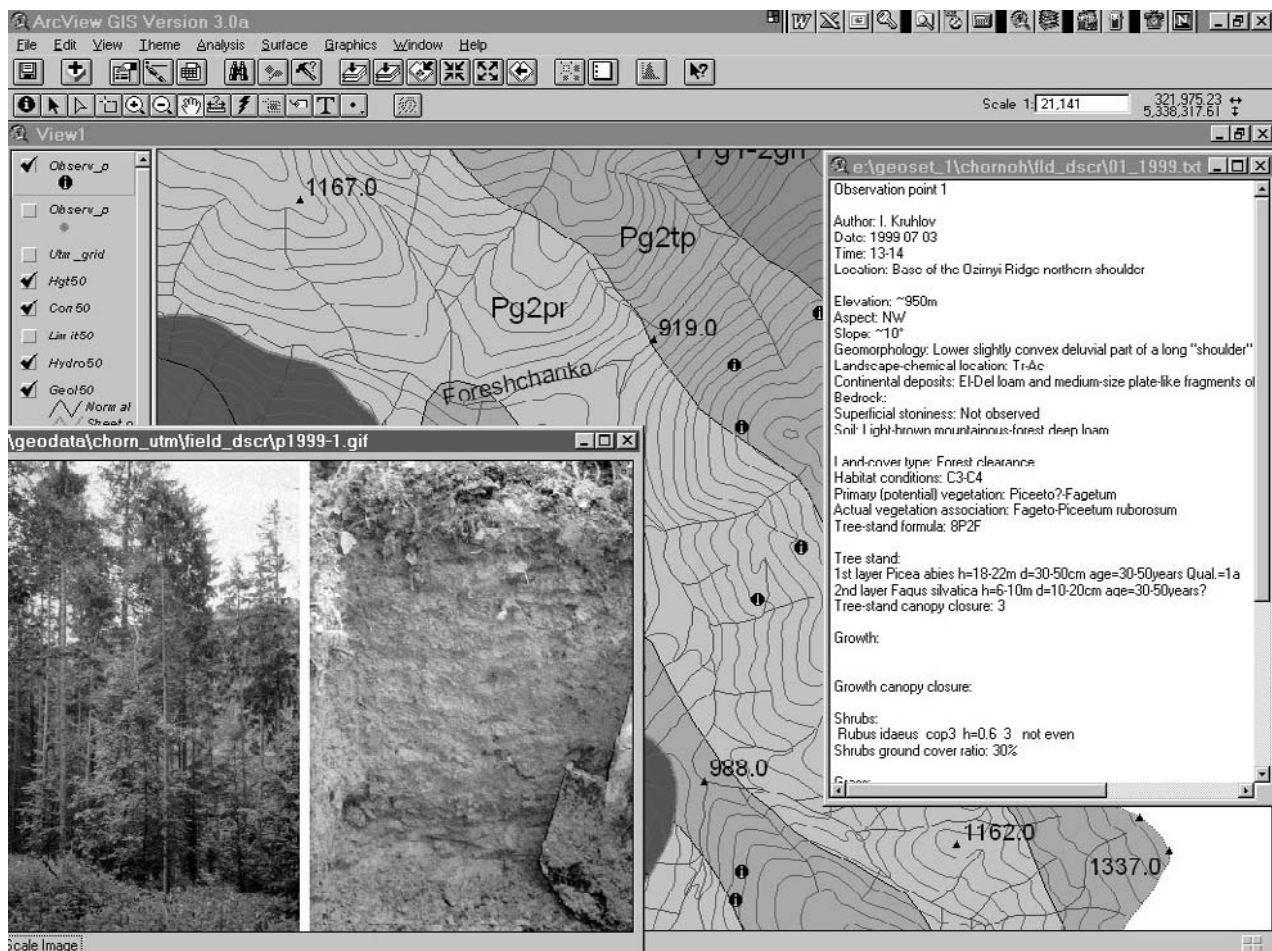 ArcView GIS Version 3.0a
File Edit View Theme Analysis Surface Graphics Window Help
Scale 1: 21,141
321,975.23
5,338,317.61
View1
Observ_p
Observ_p
Utm_grid
Hgt50
Con50
Limit50
Hydro50
Geol50
Normal
1167.0
Pg2tp
Pg2pr
919.0
Foreshchanka
988.0
1162.0
1337.0
e:\geoset_1\chornoh\fld_dscr\01_1999.txt
Observation point 1
Author: I. Kruhlov
Date: 1999 07 03
Time: 13-14
Location: Base of the Ozirnyi Ridge northern shoulder
Elevation: ~950m
Aspect: NW
Slope: ~10°
Geomorphology: Lower slightly convex deluvial part of a long "shoulder"
Landscape-chemical location: Tr-Ac
Continental deposits: El-Del loam and medium-size plate-like fragments of
Bedrock:
Superficial stoniness: Not observed
Soil: Light-brown mountainous-forest deep loam
Land-cover type: Forest clearance
Habitat conditions: C3-C4
Primary (potential) vegetation: Piceeto?-Fagetum
Actual vegetation association: Fageto-Piceetum ruborosum
Tree-stand formula: 8P2F
Tree stand:
1st layer Picea abies h=18-22m d=30-50cm age=30-50years Qual.=1a
2nd layer Fagus silvatica h=6-10m d=10-20cm age=30-50years?
Tree-stand canopy closure: 3
Growth:
Growth canopy closure:
Shrubs:
Rubus idaeus cop3 h=0.6 3 not even
Shrubs ground cover ratio: 30%
\geodata\chorn_utm\field_dscr\p1999-1.gif
Scale Image